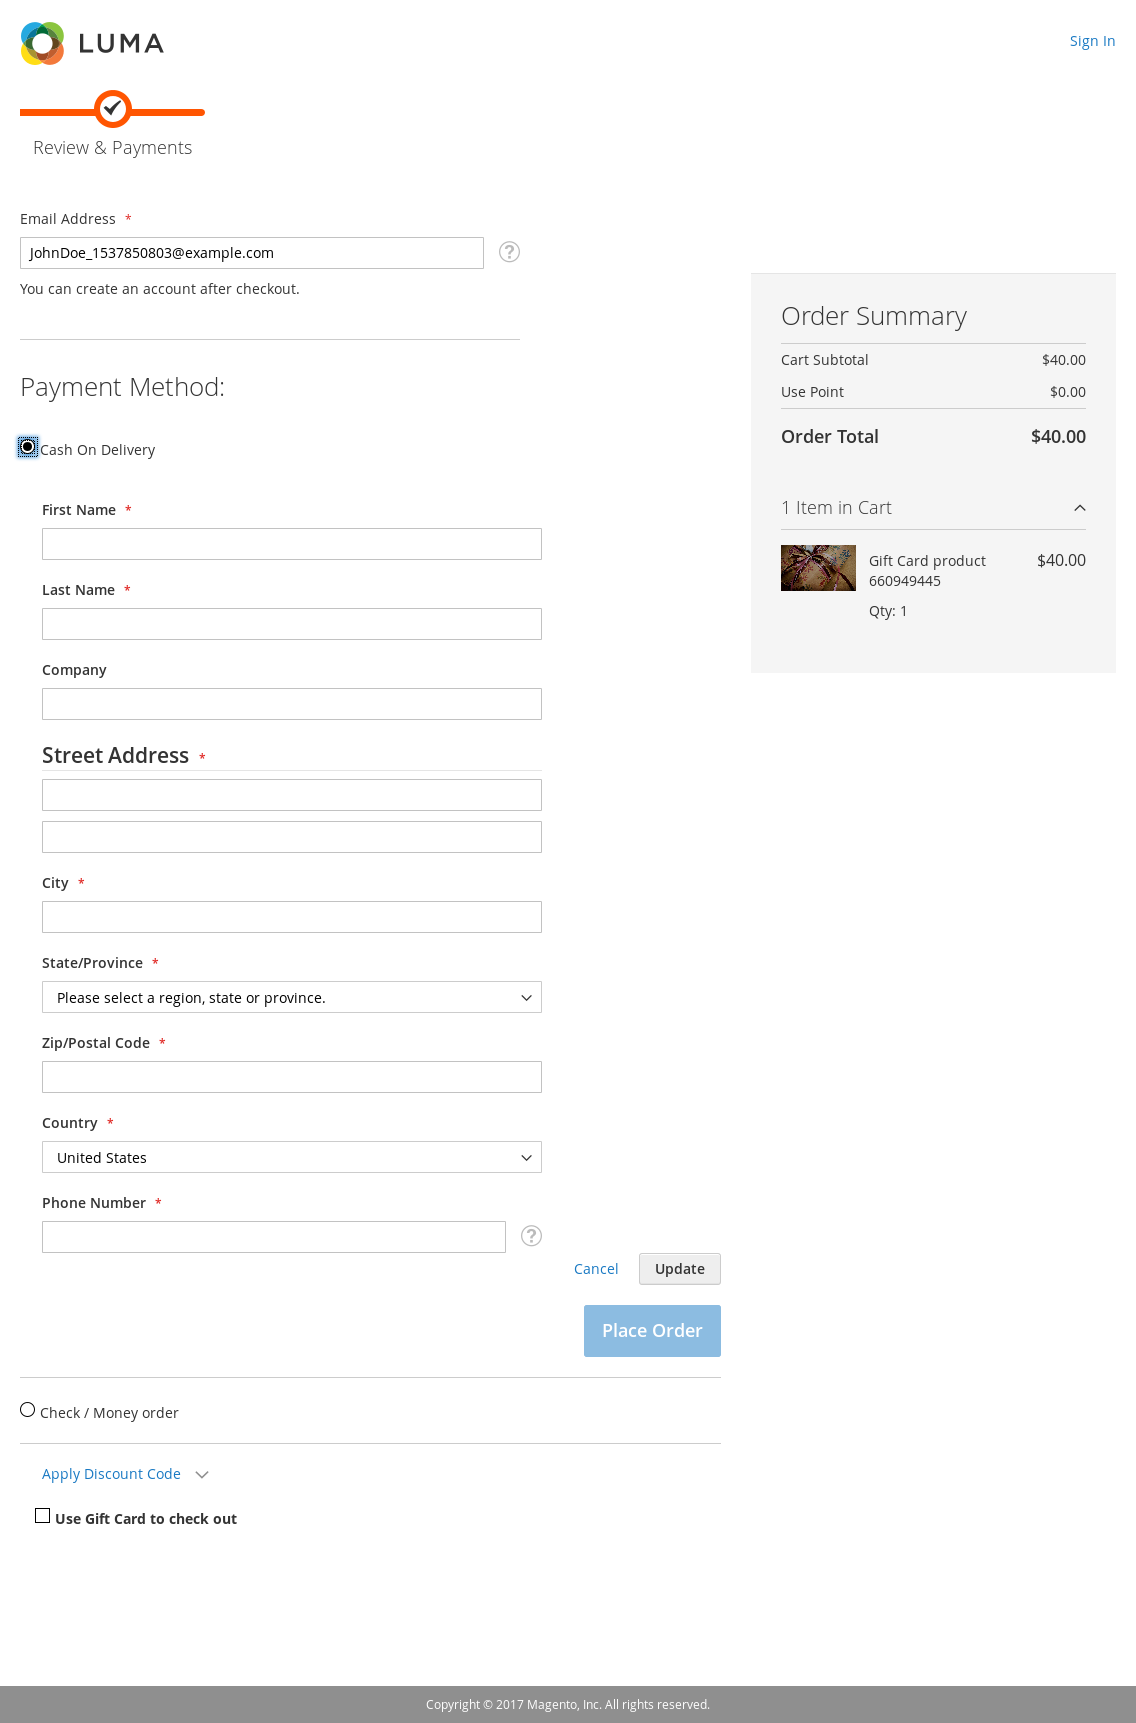 LUMA
Sign In
Review & Payments
Email Address *
JohnDoe_1537850803@example.com
You can create an account after checkout.
Payment Method:
Cash On Delivery
First Name *
Last Name *
Company
Street Address *
City *
State/Province *
Please select a region, state or province.
Zip/Postal Code *
Country *
United States
Phone Number *
Cancel
Update
Place Order
Check / Money order
Apply Discount Code
Use Gift Card to check out
Order Summary
Cart Subtotal $40.00
Use Point $0.00
Order Total $40.00
1 Item in Cart
Gift Card product $40.00
660949445
Qty: 1
Copyright © 2017 Magento, Inc. All rights reserved.